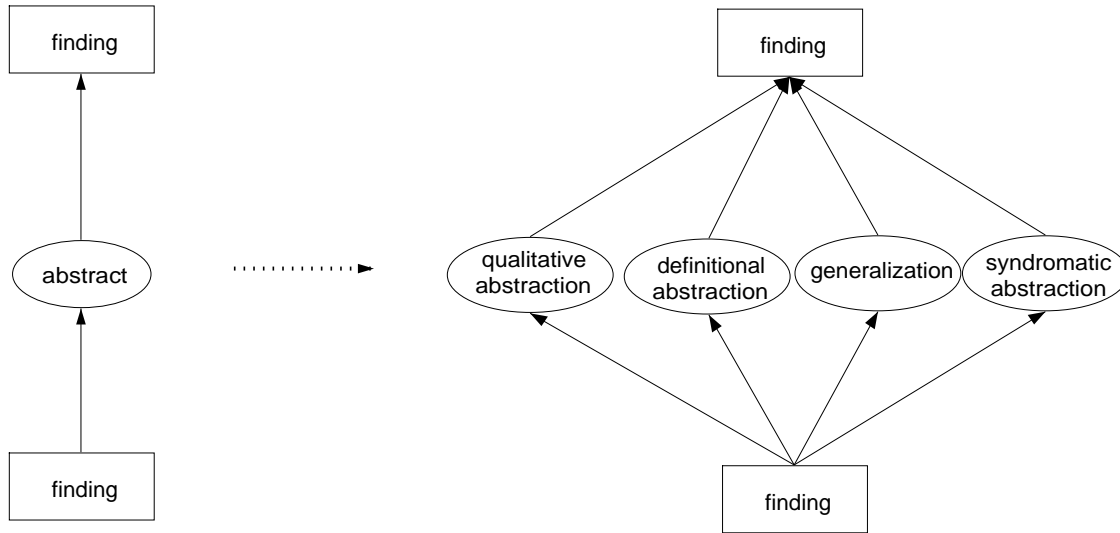 finding
abstract
finding
finding
qualitative
abstraction
definitional
abstraction
generalization
syndromatic
abstraction
finding